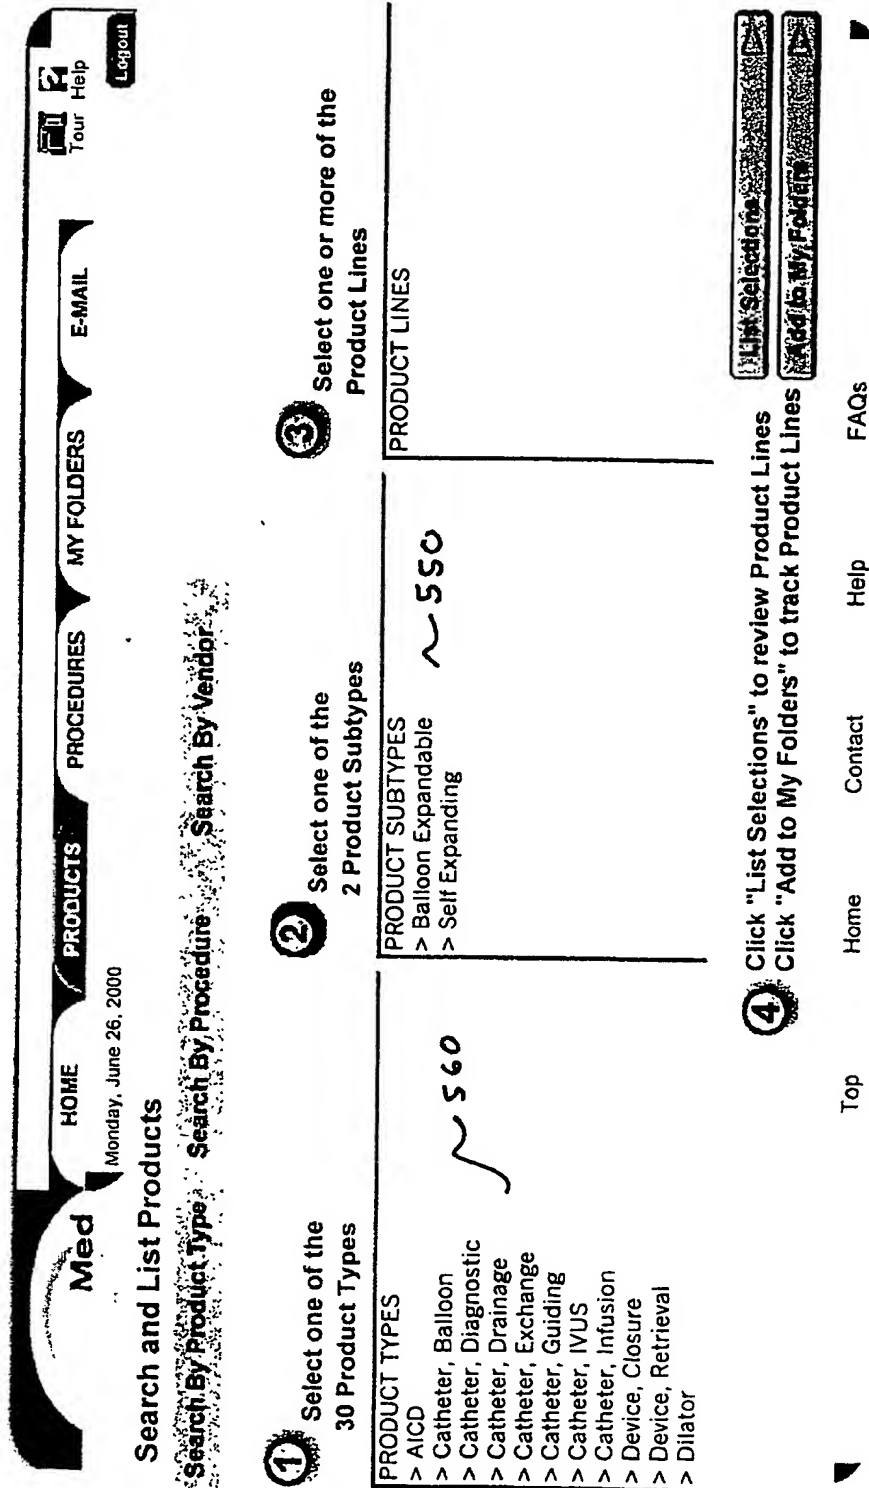 Tour Help
Logout
Med
HOME PRODUCTS PROCEDURES MY FOLDERS E-MAIL
Monday, June 26, 2000
Search and List Products
Search By Product Type Search By Procedure Search By Vendor
1 Select one of the
30 Product Types
PRODUCT TYPES
> AICD
> Catheter, Balloon
> Catheter, Diagnostic
> Catheter, Drainage
> Catheter, Exchange
> Catheter, Guiding
> Catheter, IVUS
> Catheter, Infusion
> Device, Closure
> Device, Retrieval
> Dilator
~560
2 Select one of the
2 Product Subtypes
PRODUCT SUBTYPES
> Balloon Expandable
> Self Expanding
~550
3 Select one or more of the
Product Lines
PRODUCT LINES
4 Click "List Selections" to review Product Lines
Click "Add to My Folders" to track Product Lines
List Selections
Add to My Folders
Top Home Contact Help FAQs